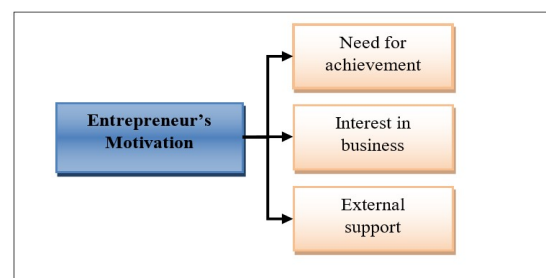 Entrepreneur's
Motivation
Need for
achievement
Interest in
business
External
support